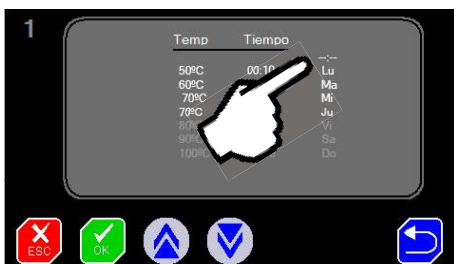 1
Temp Tiempo
--:--
50ºC 00:10 Lu
60ºC Ma
70ºC Mi
70ºC Ju
80ºC Vi
90ºC Sa
100ºC Do
ESC OK